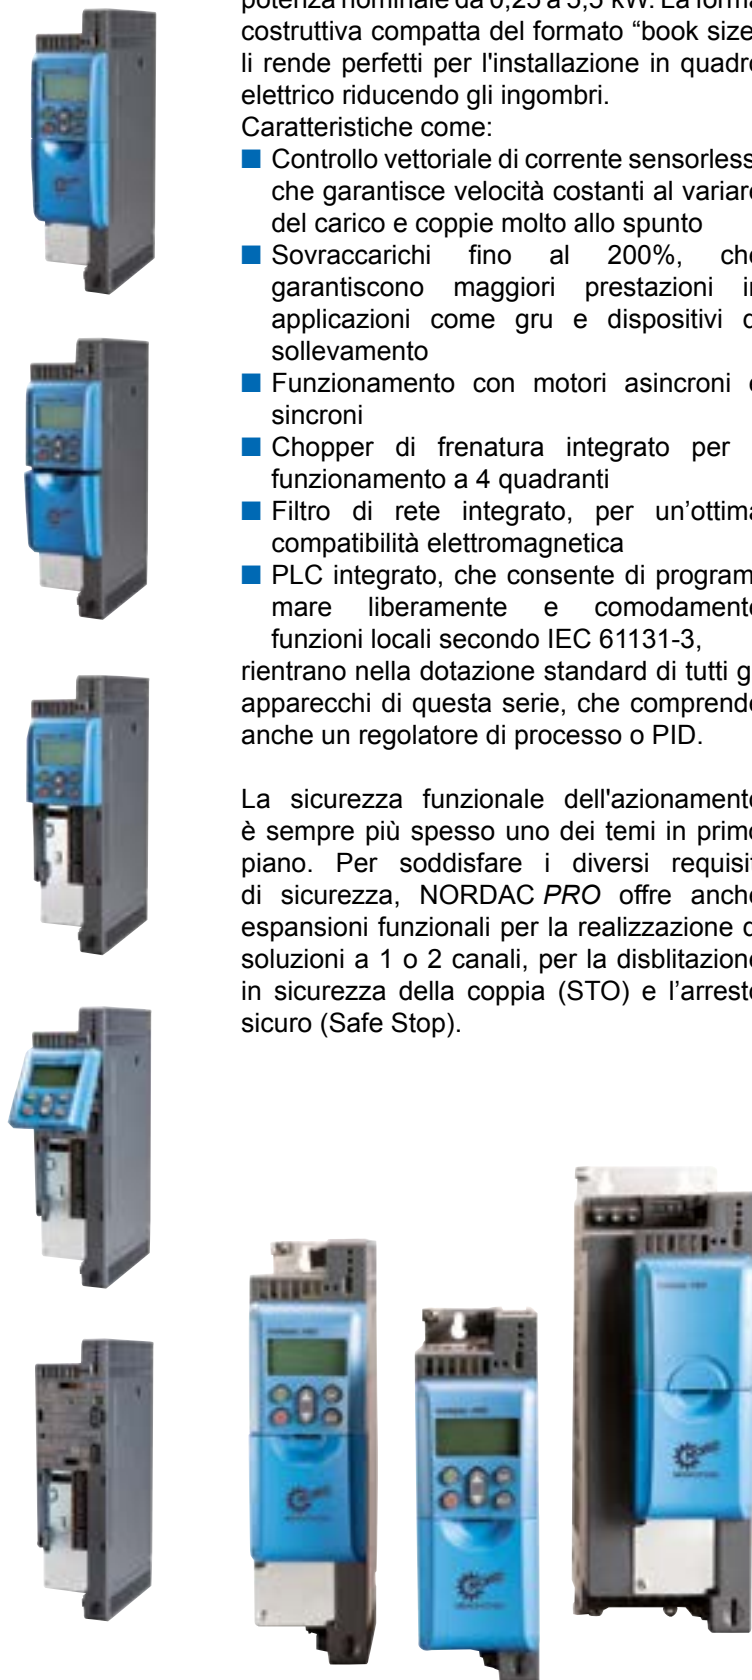 potenza nominale da 0,25 a 5,5 kW. La forma
costruttiva compatta del formato “book size
li rende perfetti per l'installazione in quadr
elettrico riducendo gli ingombri.
Caratteristiche come:
■ Controllo vettoriale di corrente sensorless
che garantisce velocità costanti al variar
del carico e coppie molto allo spunto
■ Sovraccarichi fino al 200%, che
garantiscono maggiori prestazioni in
applicazioni come gru e dispositivi d
sollevamento
■ Funzionamento con motori asincroni e
sincroni
■ Chopper di frenatura integrato per
funzionamento a 4 quadranti
■ Filtro di rete integrato, per un’ottima
compatibilità elettromagnetica
■ PLC integrato, che consente di program
mare liberamente e comodamente
funzioni locali secondo IEC 61131-3,
rientrano nella dotazione standard di tutti g
apparecchi di questa serie, che comprende
anche un regolatore di processo o PID.
La sicurezza funzionale dell'azionamento
è sempre più spesso uno dei temi in primo
piano. Per soddisfare i diversi requisit
di sicurezza, NORDAC PRO offre anche
espansioni funzionali per la realizzazione d
soluzioni a 1 o 2 canali, per la disblitazione
in sicurezza della coppia (STO) e l’arresto
sicuro (Safe Stop).